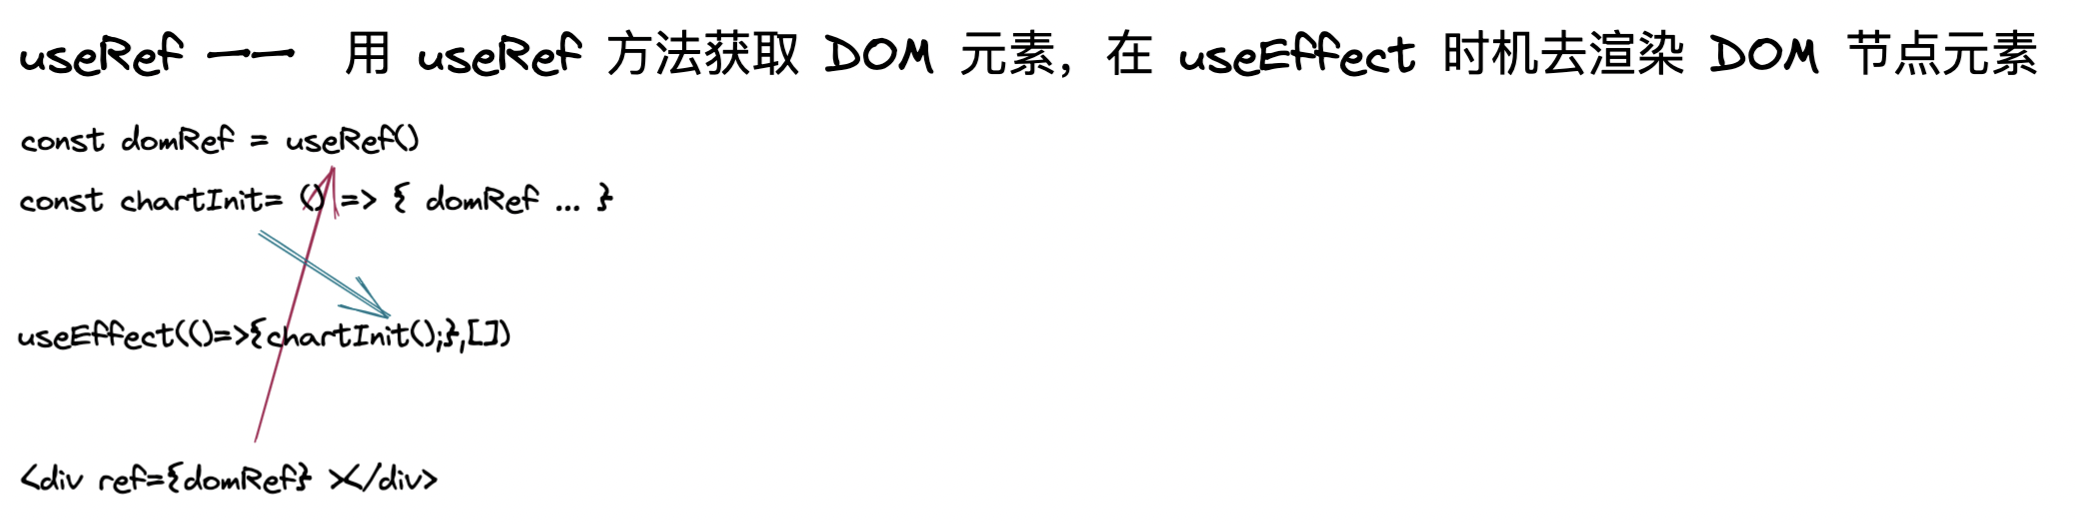 useRef —— 用 useRef 方法获取 DOM 元素，在 useEffect 时机去渲染 DOM 节点元素
const domRef = useRef()
const chartInit= () => { domRef ... }
useEffect(()=>{chartInit();},[])
<div ref={domRef} ></div>